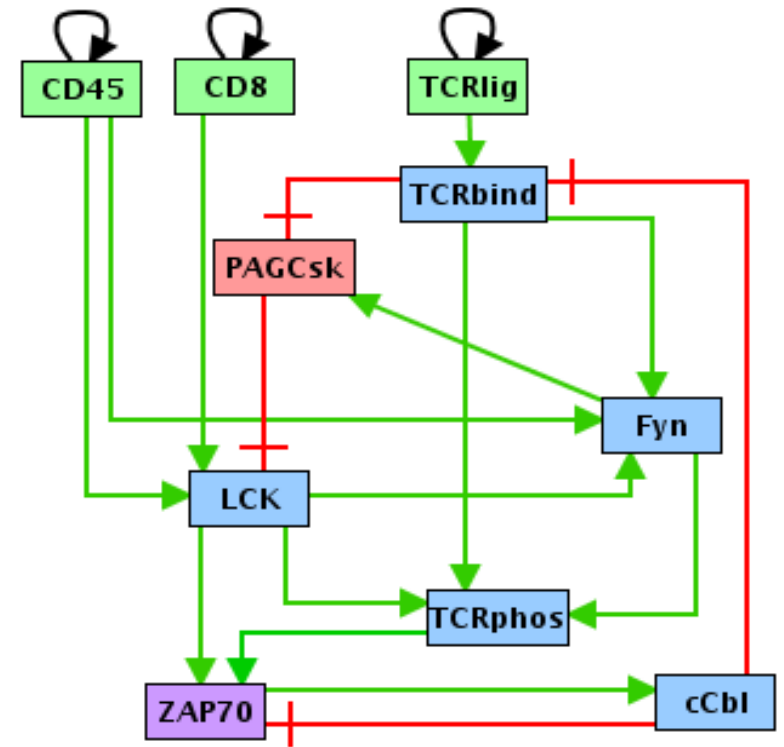 CD45
CD8
TCRlig
TCRbind
PAGCsk
Fyn
LCK
TCRphos
ZAP70
cCbl